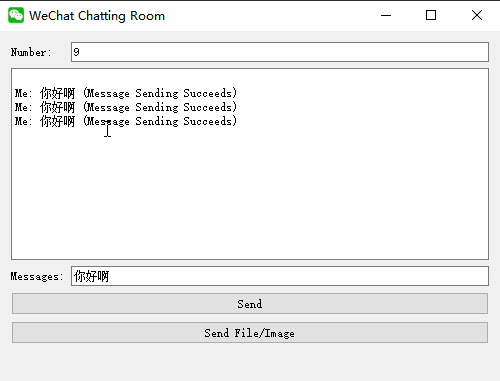 WeChat Chatting Room
Number: 9
Me: 你好啊 (Message Sending Succeeds)
Me: 你好啊 (Message Sending Succeeds)
Me: 你好啊 (Message Sending Succeeds)
Messages: 你好啊
Send
Send File/Image